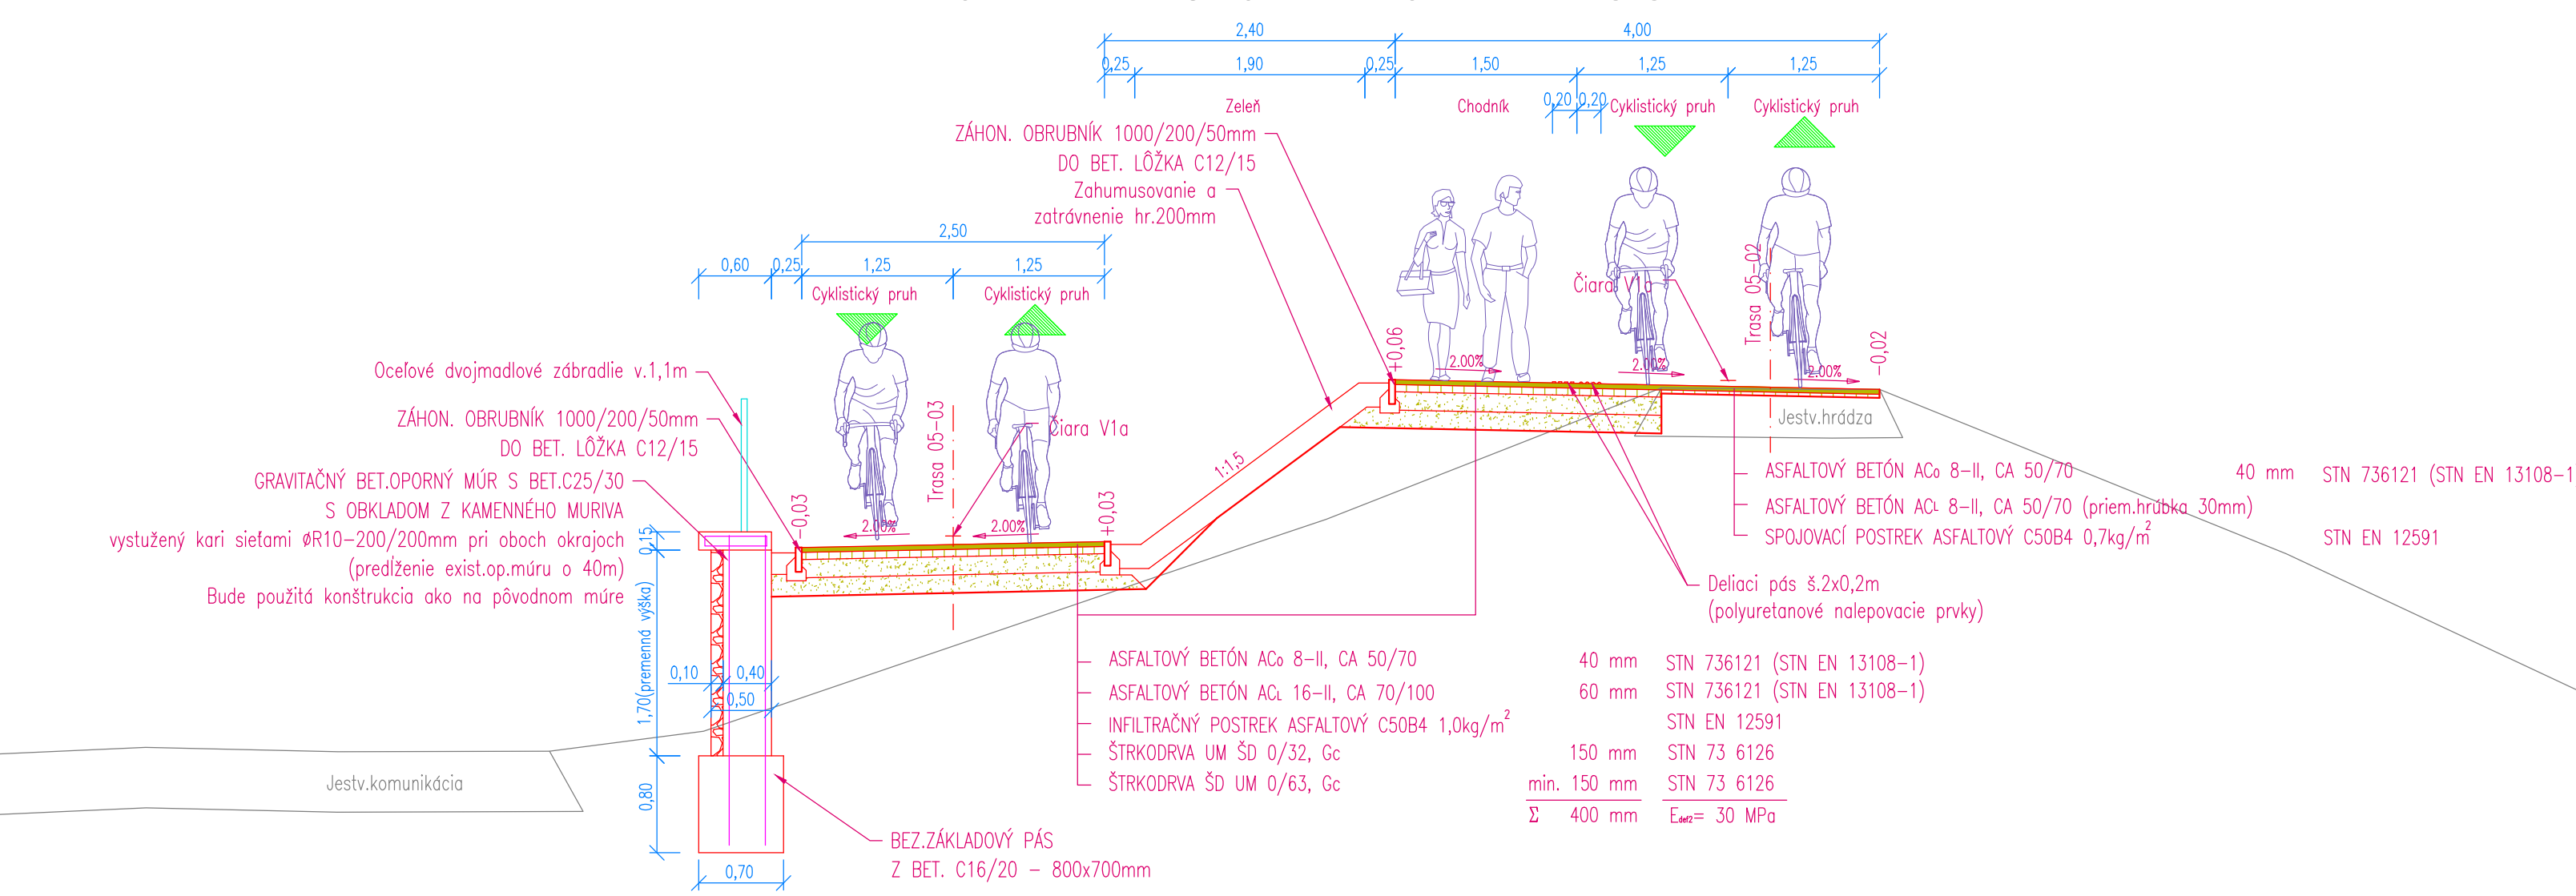 2,40
4,00
0,25
1,90
0,25
1,50
1,25
1,25
Zeleň
Chodník
0,20
0,20
Cyklistický pruh
Cyklistický pruh
ZÁHON. OBRUBNÍK 1000/200/50mm
DO BET. LÔŽKA C12/15
Zahumusovanie a
zatrávnenie hr.200mm
2,50
0,60
0,25
1,25
1,25
Cyklistický pruh
Cyklistický pruh
Čiara V1a
Trasa 05-02
+0,06
-0,02
2.00%
2.00%
2.00%
Oceľové dvojmadlové zábradlie v.1,1m
ZÁHON. OBRUBNÍK 1000/200/50mm
DO BET. LÔŽKA C12/15
GRAVITAČNÝ BET.OPORNÝ MÚR S BET.C25/30
S OBKLADOM Z KAMENNÉHO MURIVA
vystužený kari sieťami øR10-200/200mm pri oboch okrajoch
(predĺženie exist.op.múru o 40m)
Bude použitá konštrukcia ako na pôvodnom múre
Trasa 05-03
Čiara V1a
-0,03
+0,03
2.00%
2.00%
1:1,5
Jestv.hrádza
ASFALTOVÝ BETÓN ACo 8-II, CA 50/70 40 mm STN 736121 (STN EN 13108-1
ASFALTOVÝ BETÓN ACL 8-II, CA 50/70 (priem.hrúbka 30mm)
SPOJOVACÍ POSTREK ASFALTOVÝ C50B4 0,7kg/m2 STN EN 12591
Deliaci pás š.2x0,2m
(polyuretanové nalepovacie prvky)
0,15
1,70(premenná výška)
0,10
0,40
0,50
0,80
0,70
ASFALTOVÝ BETÓN ACo 8-II, CA 50/70 40 mm STN 736121 (STN EN 13108-1)
ASFALTOVÝ BETÓN ACL 16-II, CA 70/100 60 mm STN 736121 (STN EN 13108-1)
INFILTRAČNÝ POSTREK ASFALTOVÝ C50B4 1,0kg/m2 STN EN 12591
ŠTRKODRVA UM ŠD 0/32, Gc 150 mm STN 73 6126
ŠTRKODRVA ŠD UM 0/63, Gc min. 150 mm STN 73 6126
Σ 400 mm Edef2= 30 MPa
Jestv.komunikácia
BEZ.ZÁKLADOVÝ PÁS
Z BET. C16/20 - 800x700mm